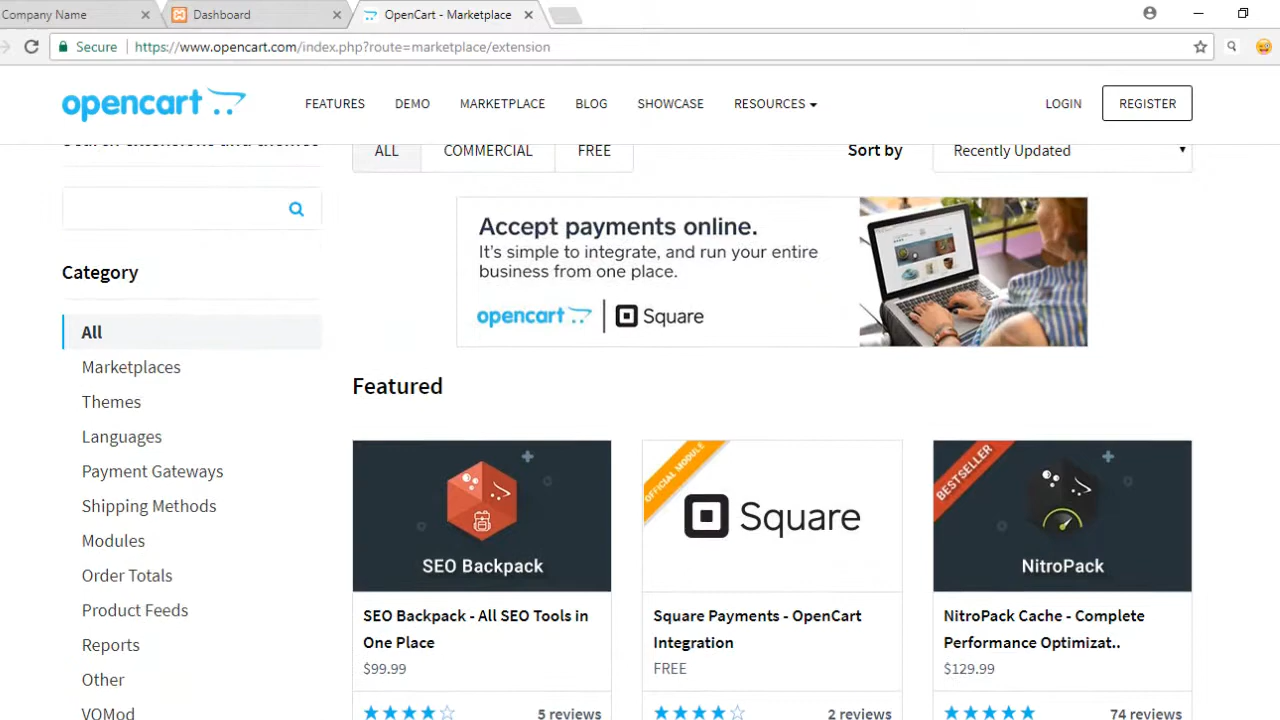 Company Name
Dashboard
OpenCart - Marketplace
Secure
https://www.opencart.com/index.php?route=marketplace/extension
opencart
FEATURES
DEMO
MARKETPLACE
BLOG
SHOWCASE
RESOURCES
LOGIN
REGISTER
Search extensions and themes
ALL
COMMERCIAL
FREE
Sort by
Recently Updated
Accept payments online.
It's simple to integrate, and run your entire
business from one place.
opencart
Square
Category
All
Marketplaces
Themes
Languages
Payment Gateways
Shipping Methods
Modules
Order Totals
Product Feeds
Reports
Other
VQMod
Featured
SEO Backpack
SEO Backpack - All SEO Tools in
One Place
$99.99
5 reviews
OFFICIAL MODULE
Square
Square Payments - OpenCart
Integration
FREE
2 reviews
BESTSELLER
NitroPack
NitroPack Cache - Complete
Performance Optimizat..
$129.99
74 reviews